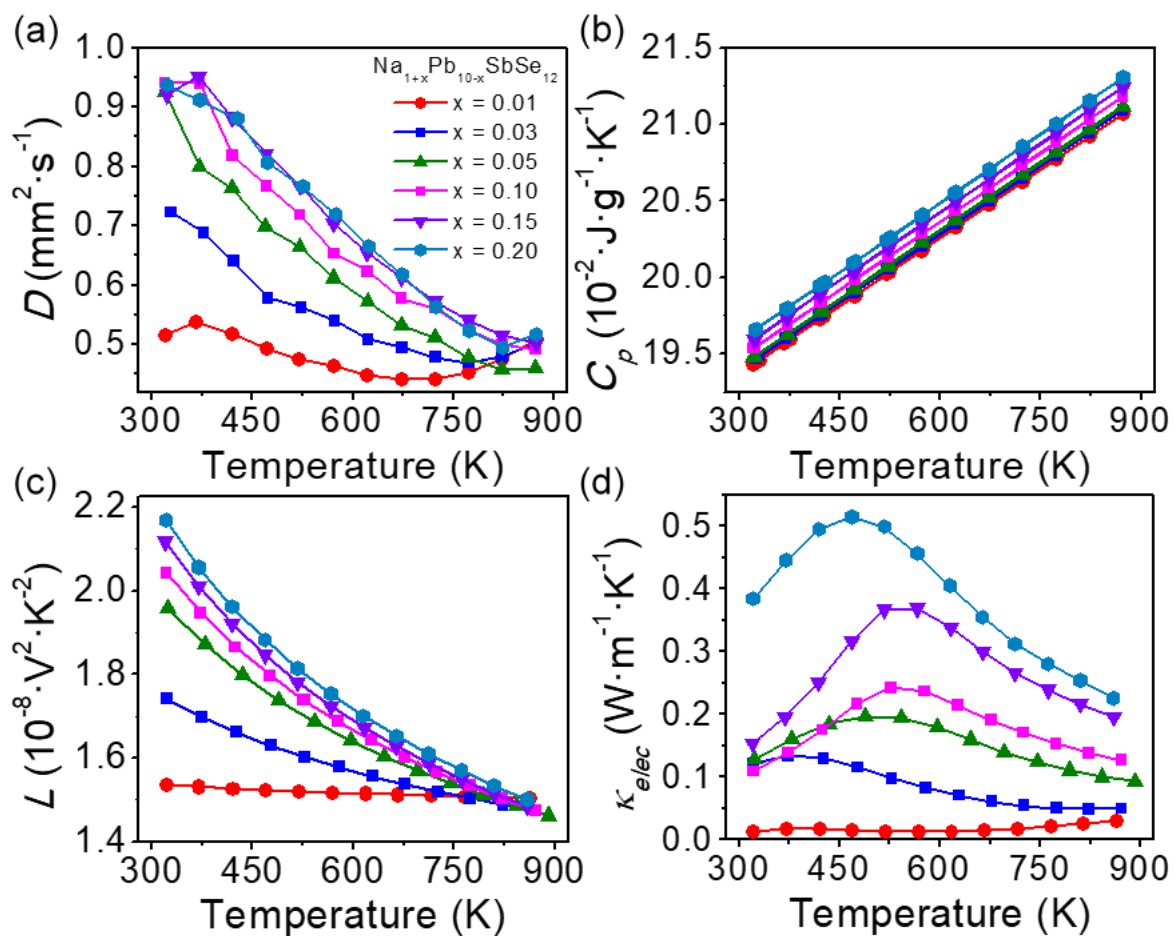 (a)
1.0
0.9
0.8
0.7
0.6
0.5
D (mm²·s⁻¹)
Na₁₊ₓPb₁₀₋ₓSbSe₁₂
χ = 0.01
χ = 0.03
χ = 0.05
χ = 0.10
χ = 0.15
χ = 0.20
300 450 600 750 900
Temperature (K)
(b)
21.5
21.0
20.5
20.0
19.5
Cₚ (10⁻²·J·g⁻¹·K⁻¹)
300 450 600 750 900
Temperature (K)
(c)
2.2
2.0
1.8
1.6
1.4
L (10⁻⁸·V²·K⁻²)
300 450 600 750 900
Temperature (K)
(d)
0.5
0.4
0.3
0.2
0.1
0.0
κₑₗₑc (W·m⁻¹·K⁻¹)
300 450 600 750 900
Temperature (K)